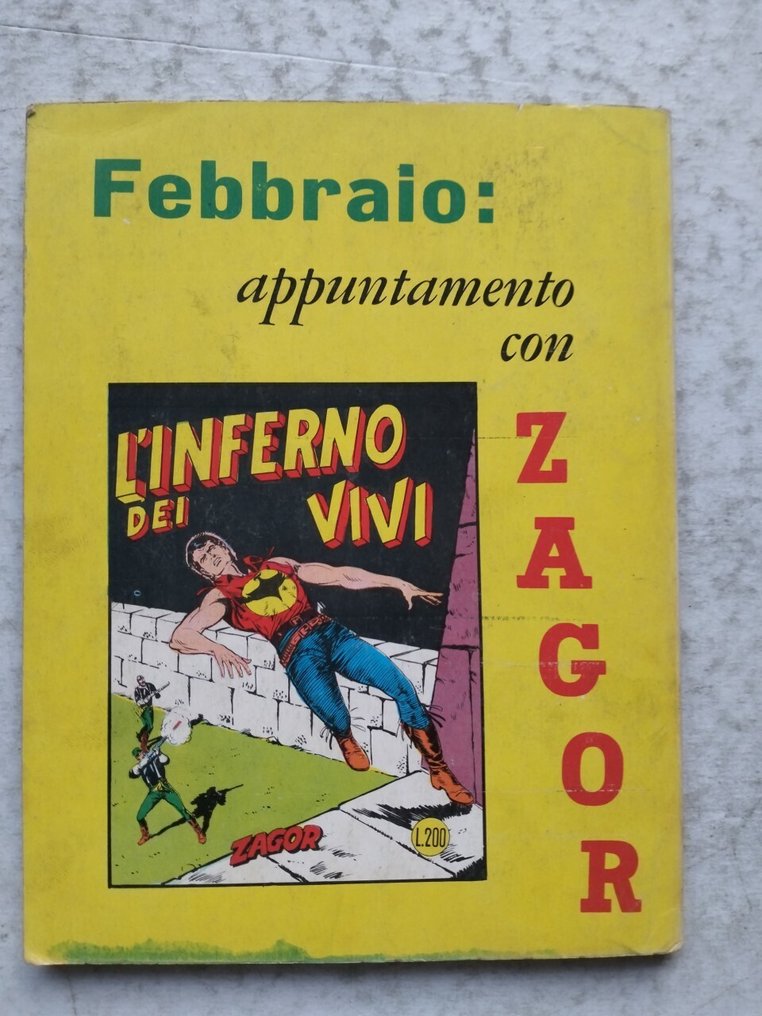 Febbraio:
appuntamento
con
ZAGOR
L'INFERNO
DEI VIVI
ZAGOR
L.200